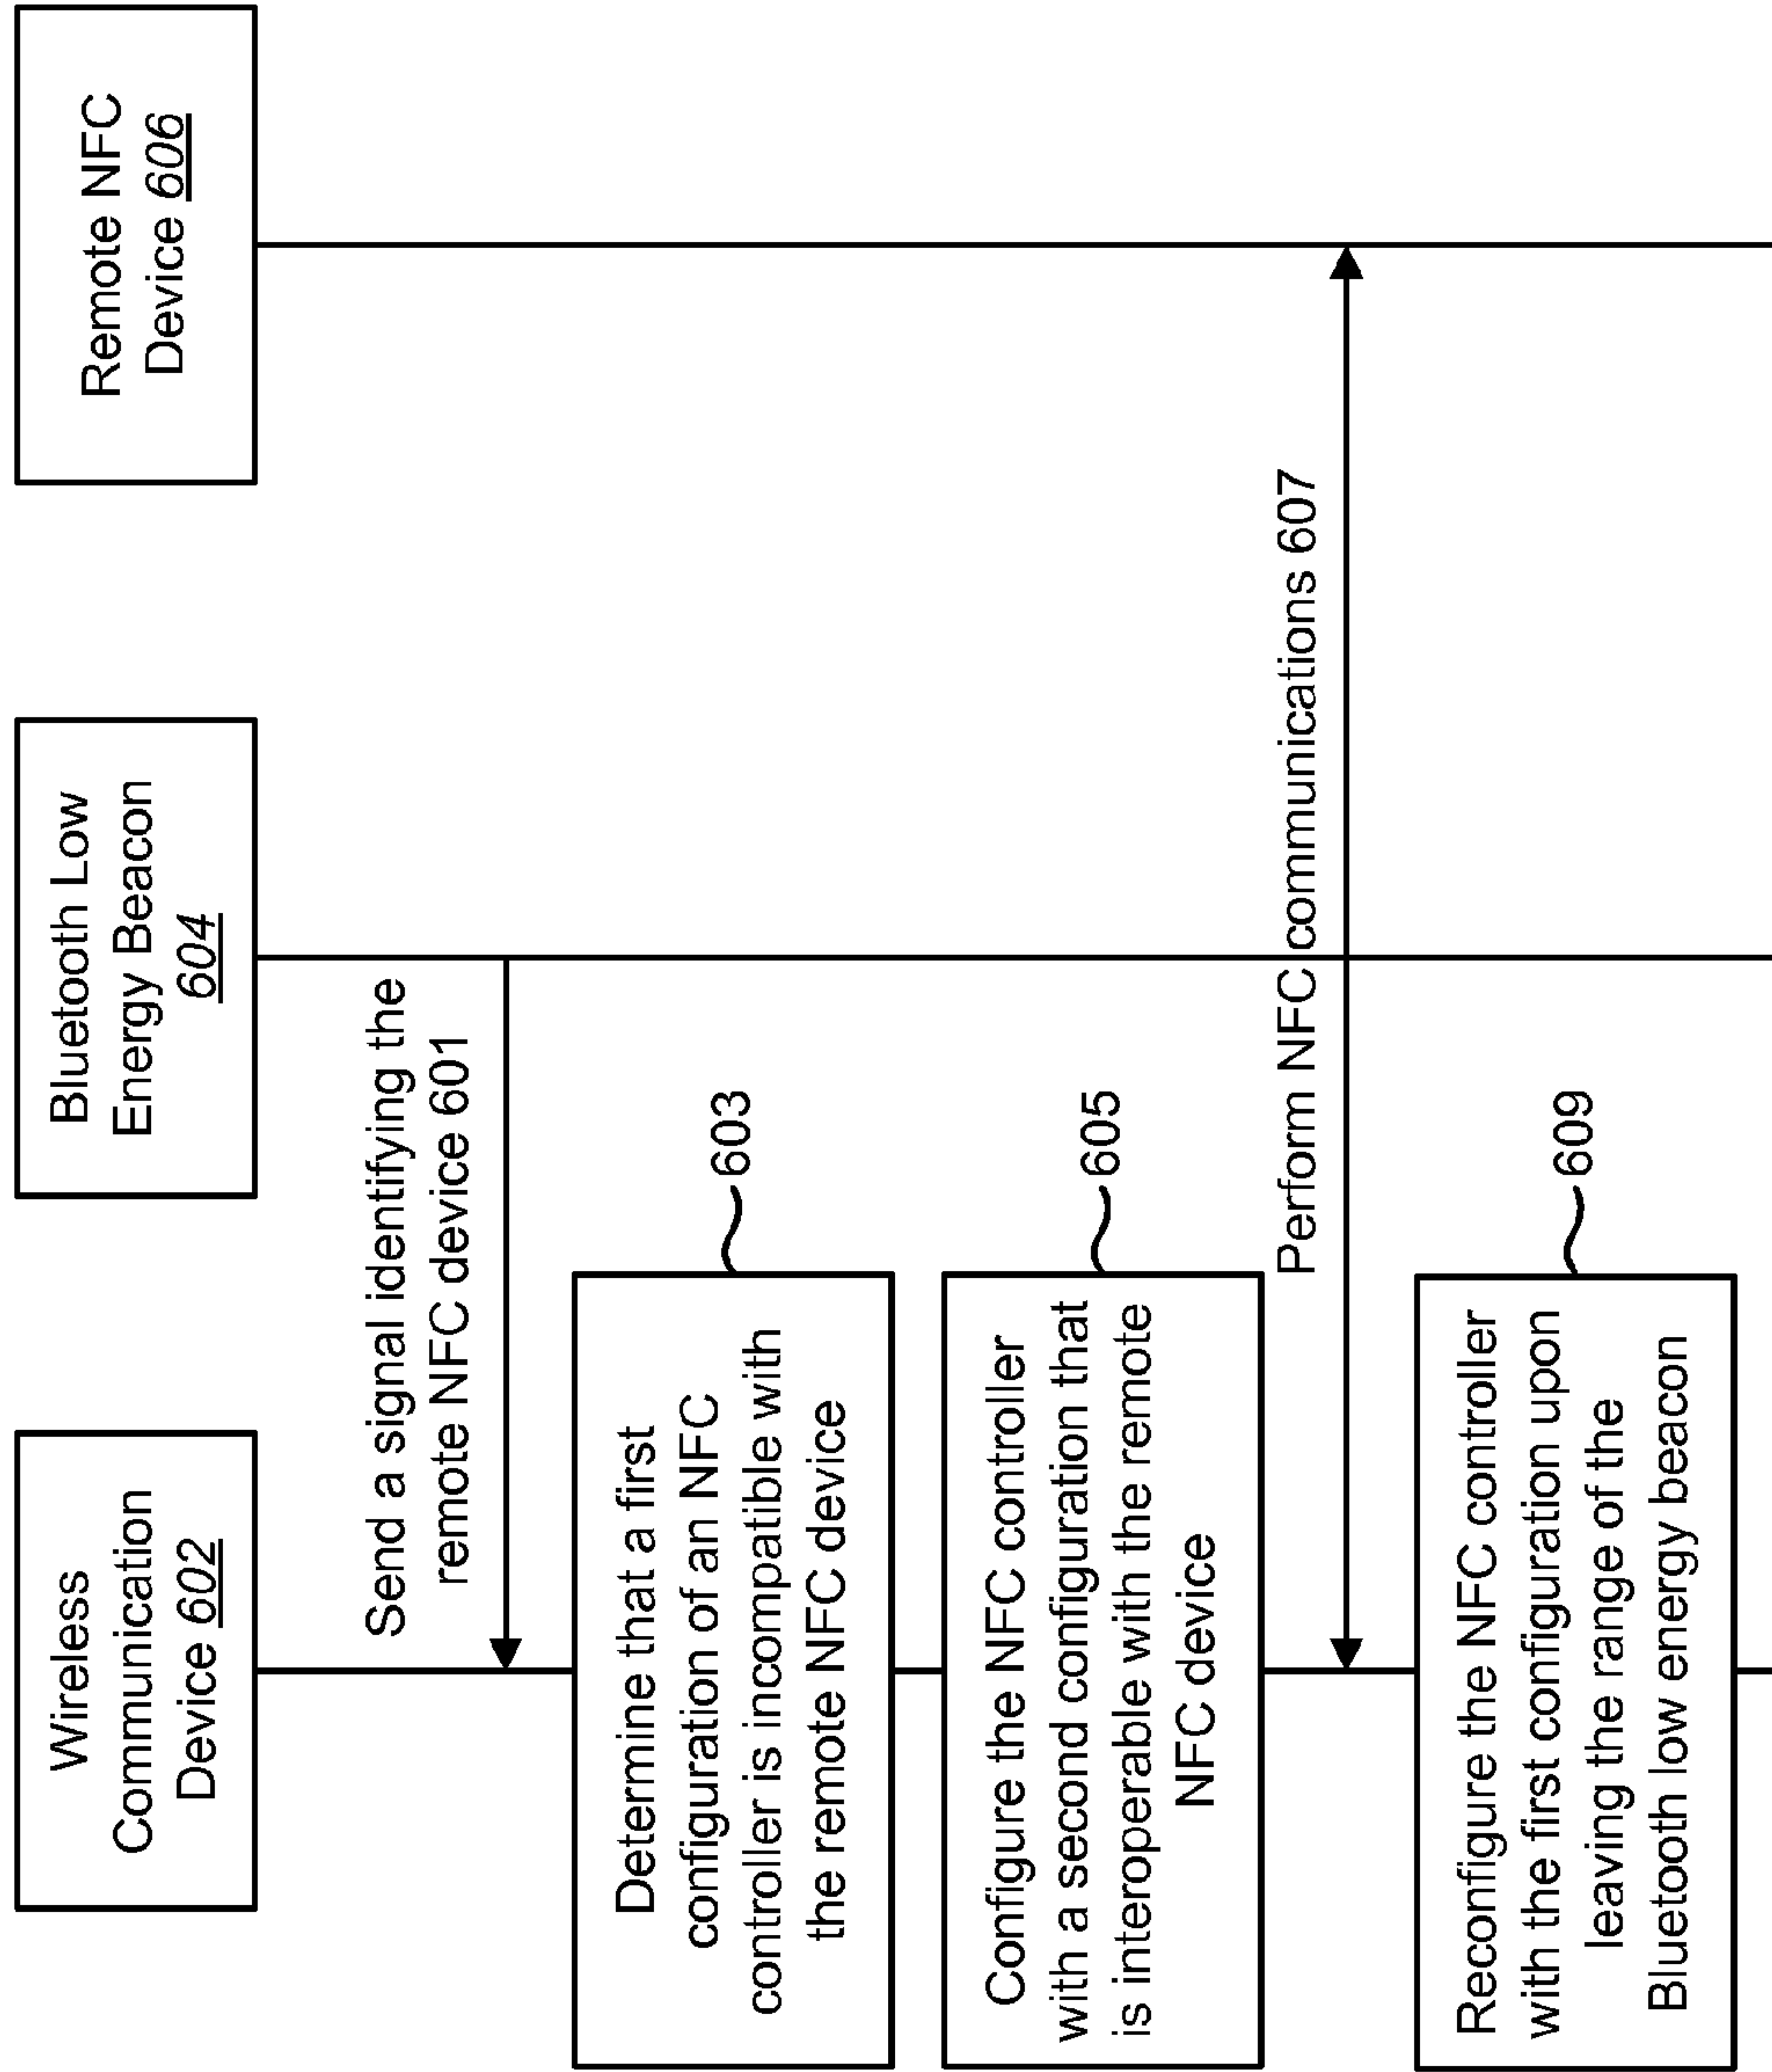 Wireless
Communication
Device 602
Bluetooth Low
Energy Beacon
604
Remote NFC
Device 606
Send a signal identifying the
remote NFC device 601
Determine that a first
configuration of an NFC
controller is incompatible with
the remote NFC device
603
Configure the NFC controller
with a second configuration that
is interoperable with the remote
NFC device
605
Perform NFC communications 607
Reconfigure the NFC controller
with the first configuration upon
leaving the range of the
Bluetooth low energy beacon
609